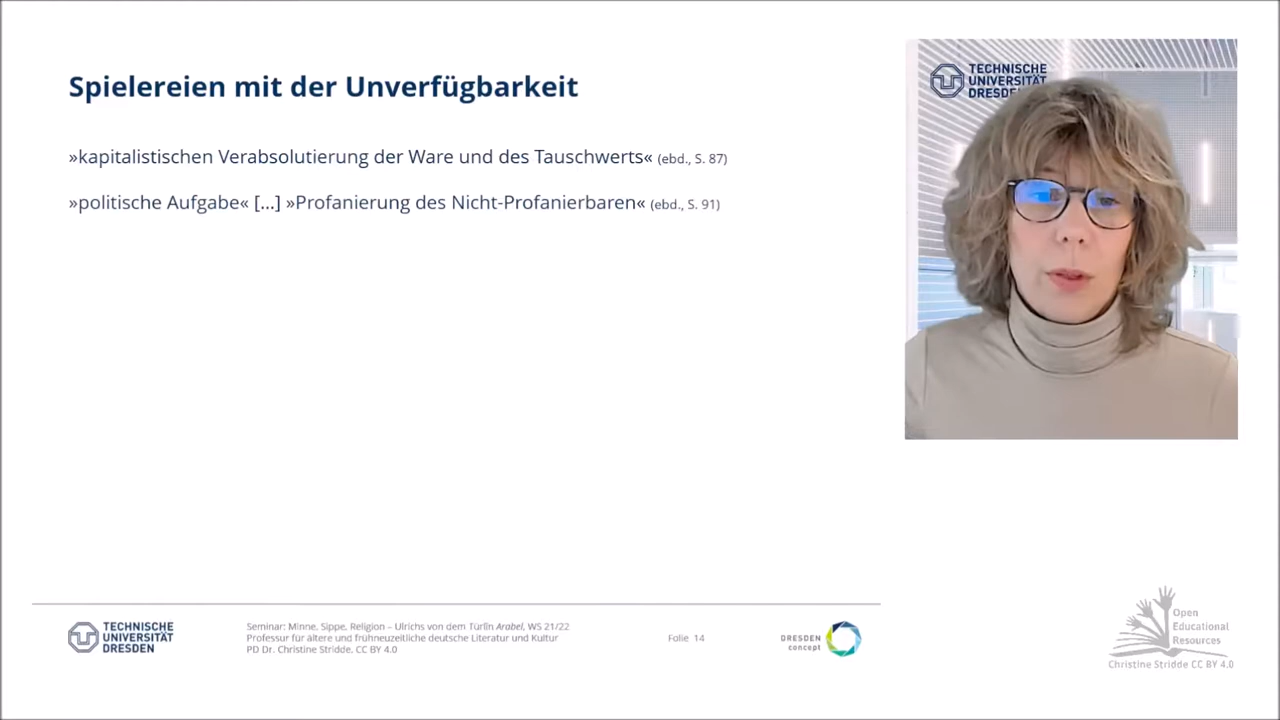 Spielereien mit der Unverfügbarkeit
»kapitalistischen Verabsolutierung der Ware und des Tauschwerts« (ebd., S. 87)
»politische Aufgabe« [...] »Profanierung des Nicht-Profanierbaren« (ebd., S. 91)
TECHNISCHE
UNIVERSITÄT
DRESDEN
TECHNISCHE
UNIVERSITÄT
DRESDEN
Seminar: Minne, Sippe, Religion – Ulrichs von dem Türlîn Arabel, WS 21/22
Professur für ältere und frühneuzeitliche deutsche Literatur und Kultur
PD Dr. Christine Stridde, CC BY 4.0
Folie 14
DRESDEN
concept
Open
Educational
Resources
Christine Stridde CC BY 4.0